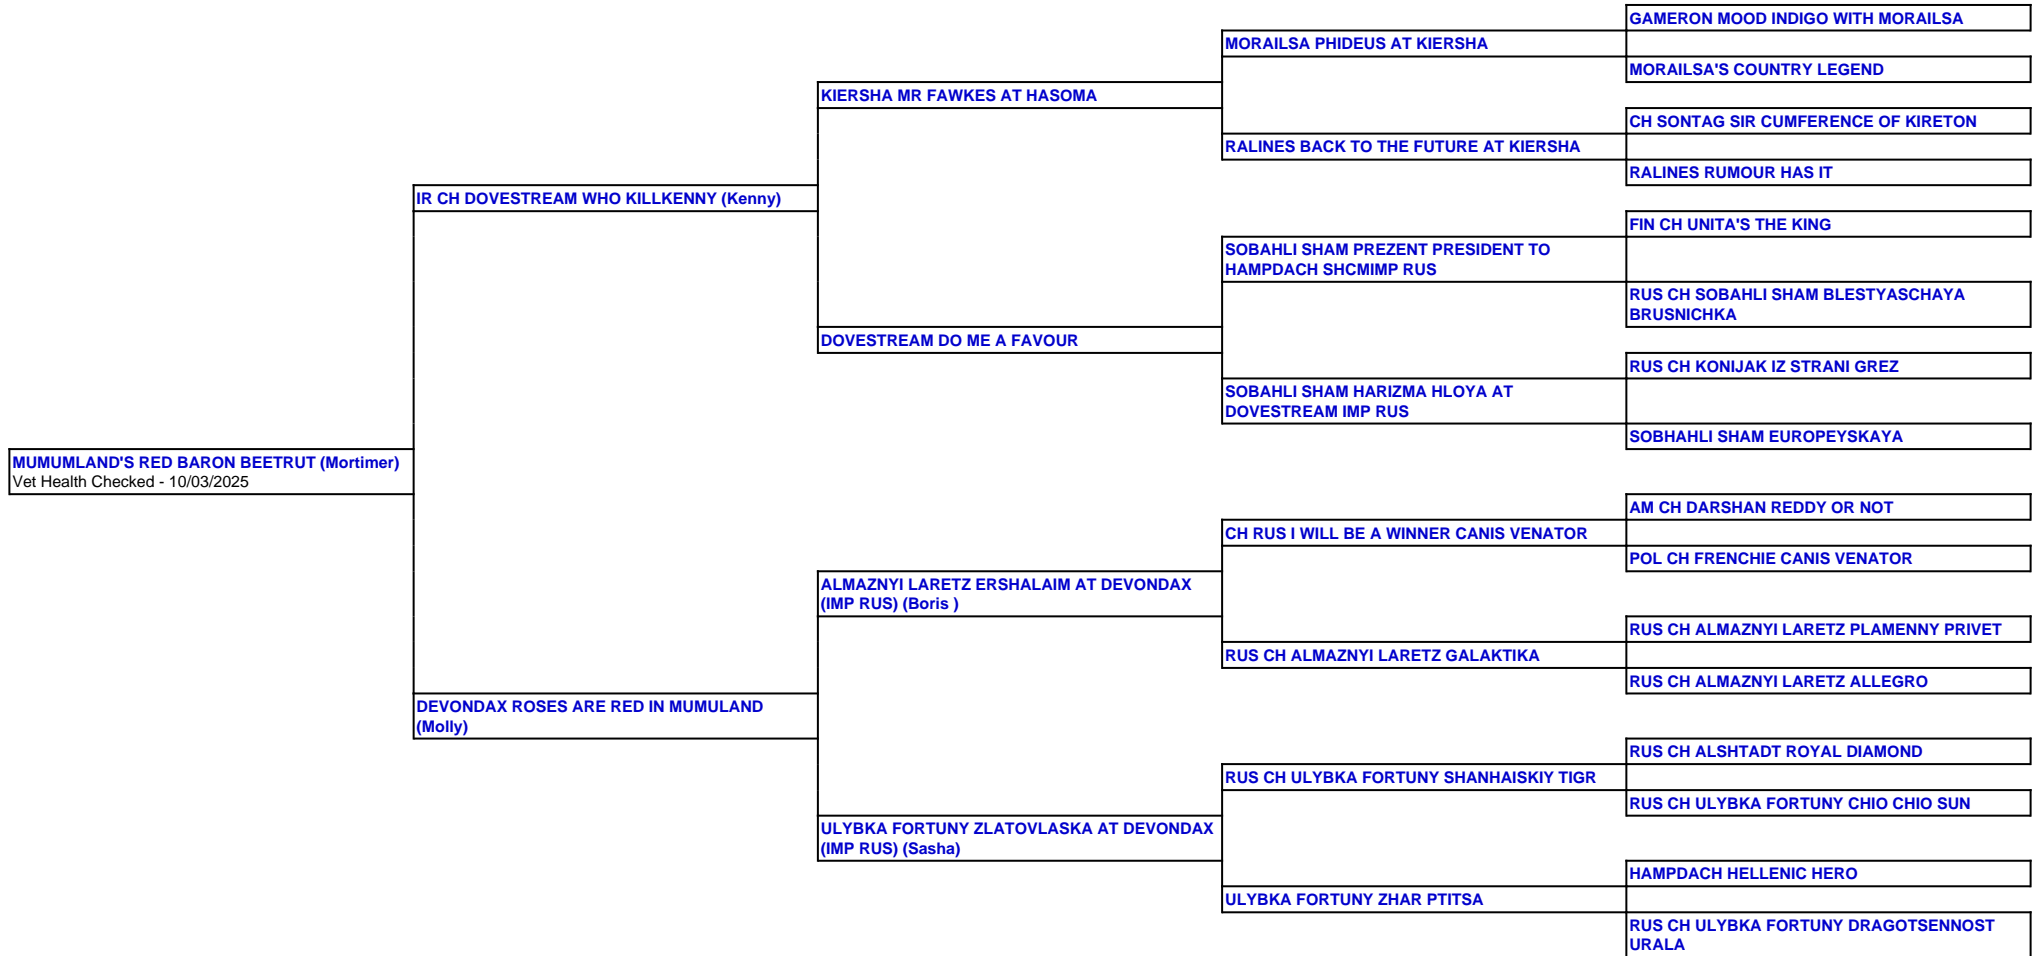 GAMERON MOOD INDIGO WITH MORAILSA
MORAILSA PHIDEUS AT KIERSHA
MORAILSA'S COUNTRY LEGEND
KIERSHA MR FAWKES AT HASOMA
CH SONTAG SIR CUMFERENCE OF KIRETON
RALINES BACK TO THE FUTURE AT KIERSHA
RALINES RUMOUR HAS IT
IR CH DOVESTREAM WHO KILLKENNY (Kenny)
FIN CH UNITA'S THE KING
SOBAHLI SHAM PREZENT PRESIDENT TO
HAMPDACH SHCMIMP RUS
RUS CH SOBAHLI SHAM BLESTYASCHAYA
BRUSNICHKA
DOVESTREAM DO ME A FAVOUR
RUS CH KONIJAK IZ STRANI GREZ
SOBAHLI SHAM HARIZMA HLOYA AT
DOVESTREAM IMP RUS
SOBHAHLI SHAM EUROPEYSKAYA
MUMUMLAND'S RED BARON BEETRUT (Mortimer)
Vet Health Checked - 10/03/2025
AM CH DARSHAN REDDY OR NOT
CH RUS I WILL BE A WINNER CANIS VENATOR
POL CH FRENCHIE CANIS VENATOR
ALMAZNYI LARETZ ERSHALAIM AT DEVONDAX
(IMP RUS) (Boris )
RUS CH ALMAZNYI LARETZ PLAMENNY PRIVET
RUS CH ALMAZNYI LARETZ GALAKTIKA
RUS CH ALMAZNYI LARETZ ALLEGRO
DEVONDAX ROSES ARE RED IN MUMULAND
(Molly)
RUS CH ALSHTADT ROYAL DIAMOND
RUS CH ULYBKA FORTUNY SHANHAISKIY TIGR
RUS CH ULYBKA FORTUNY CHIO CHIO SUN
ULYBKA FORTUNY ZLATOVLASKA AT DEVONDAX
(IMP RUS) (Sasha)
HAMPDACH HELLENIC HERO
ULYBKA FORTUNY ZHAR PTITSA
RUS CH ULYBKA FORTUNY DRAGOTSENNOST
URALA